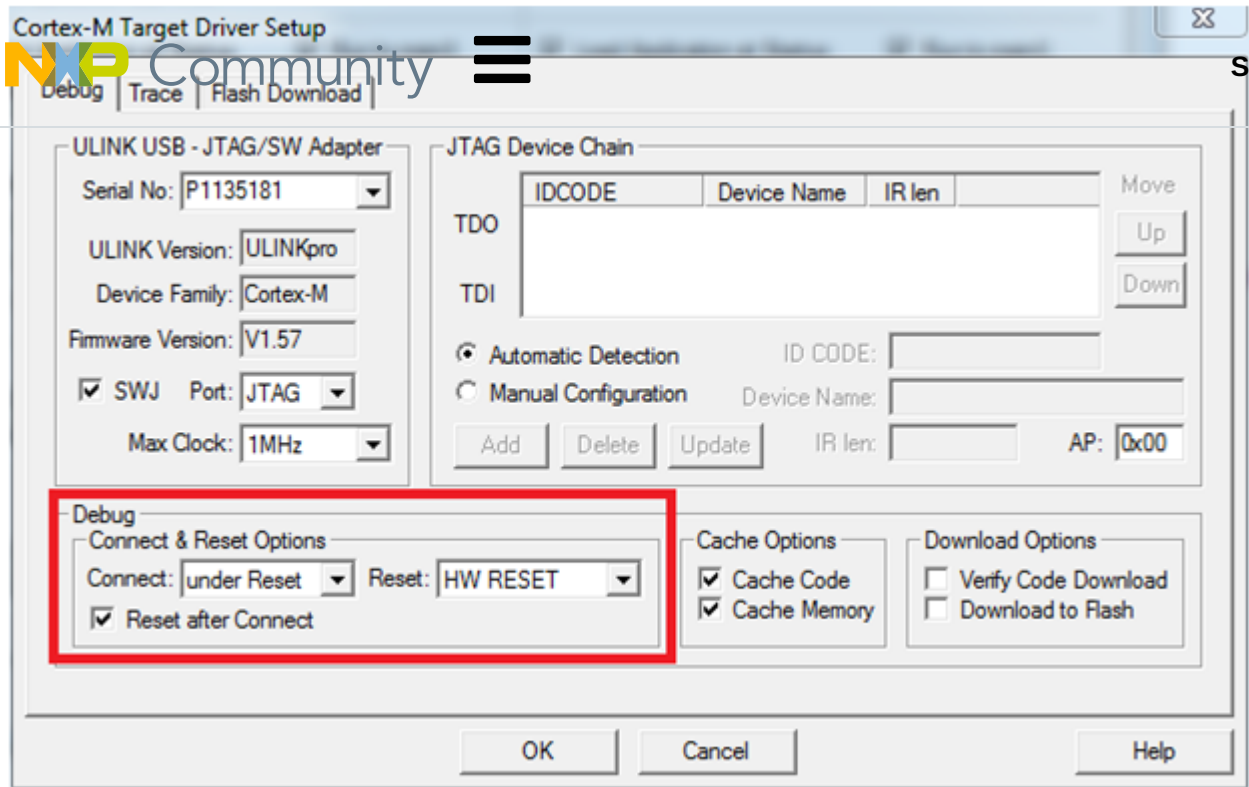 Cortex-M Target Driver Setup
NXP Community
S
Debug Trace Flash Download
ULINK USB - JTAG/SW Adapter
Serial No: P1135181
ULINK Version: ULINKpro
Device Family: Cortex-M
Firmware Version: V1.57
SWJ Port: JTAG
Max Clock: 1MHz
JTAG Device Chain
IDCODE Device Name IR len
TDO
TDI
Move
Up
Down
Automatic Detection ID CODE:
Manual Configuration Device Name:
Add Delete Update IR len: AP: 0x00
Debug
Connect & Reset Options
Connect: under Reset Reset: HW RESET
Reset after Connect
Cache Options
Cache Code
Cache Memory
Download Options
Verify Code Download
Download to Flash
OK Cancel Help